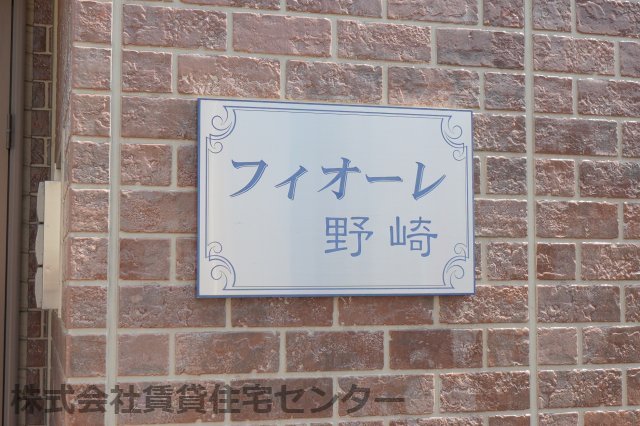 フィオーレ
野崎
株式会社賃貸住宅センター